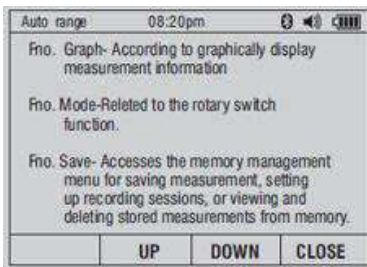 Auto range 08:20pm
Fno. Graph- According to graphically display
measurement information
Fno. Mode-Releted to the rotary switch
function.
Fno. Save- Accesses the memory management
menu for saving measurement, setting
up recording sessions, or viewing and
deleting stored measurements from memory.
UP DOWN CLOSE